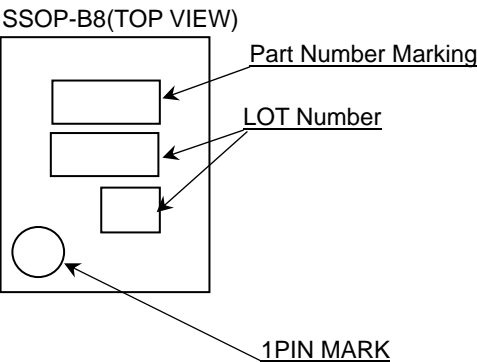 SSOP-B8(TOP VIEW)
Part Number Marking
LOT Number
1PIN MARK